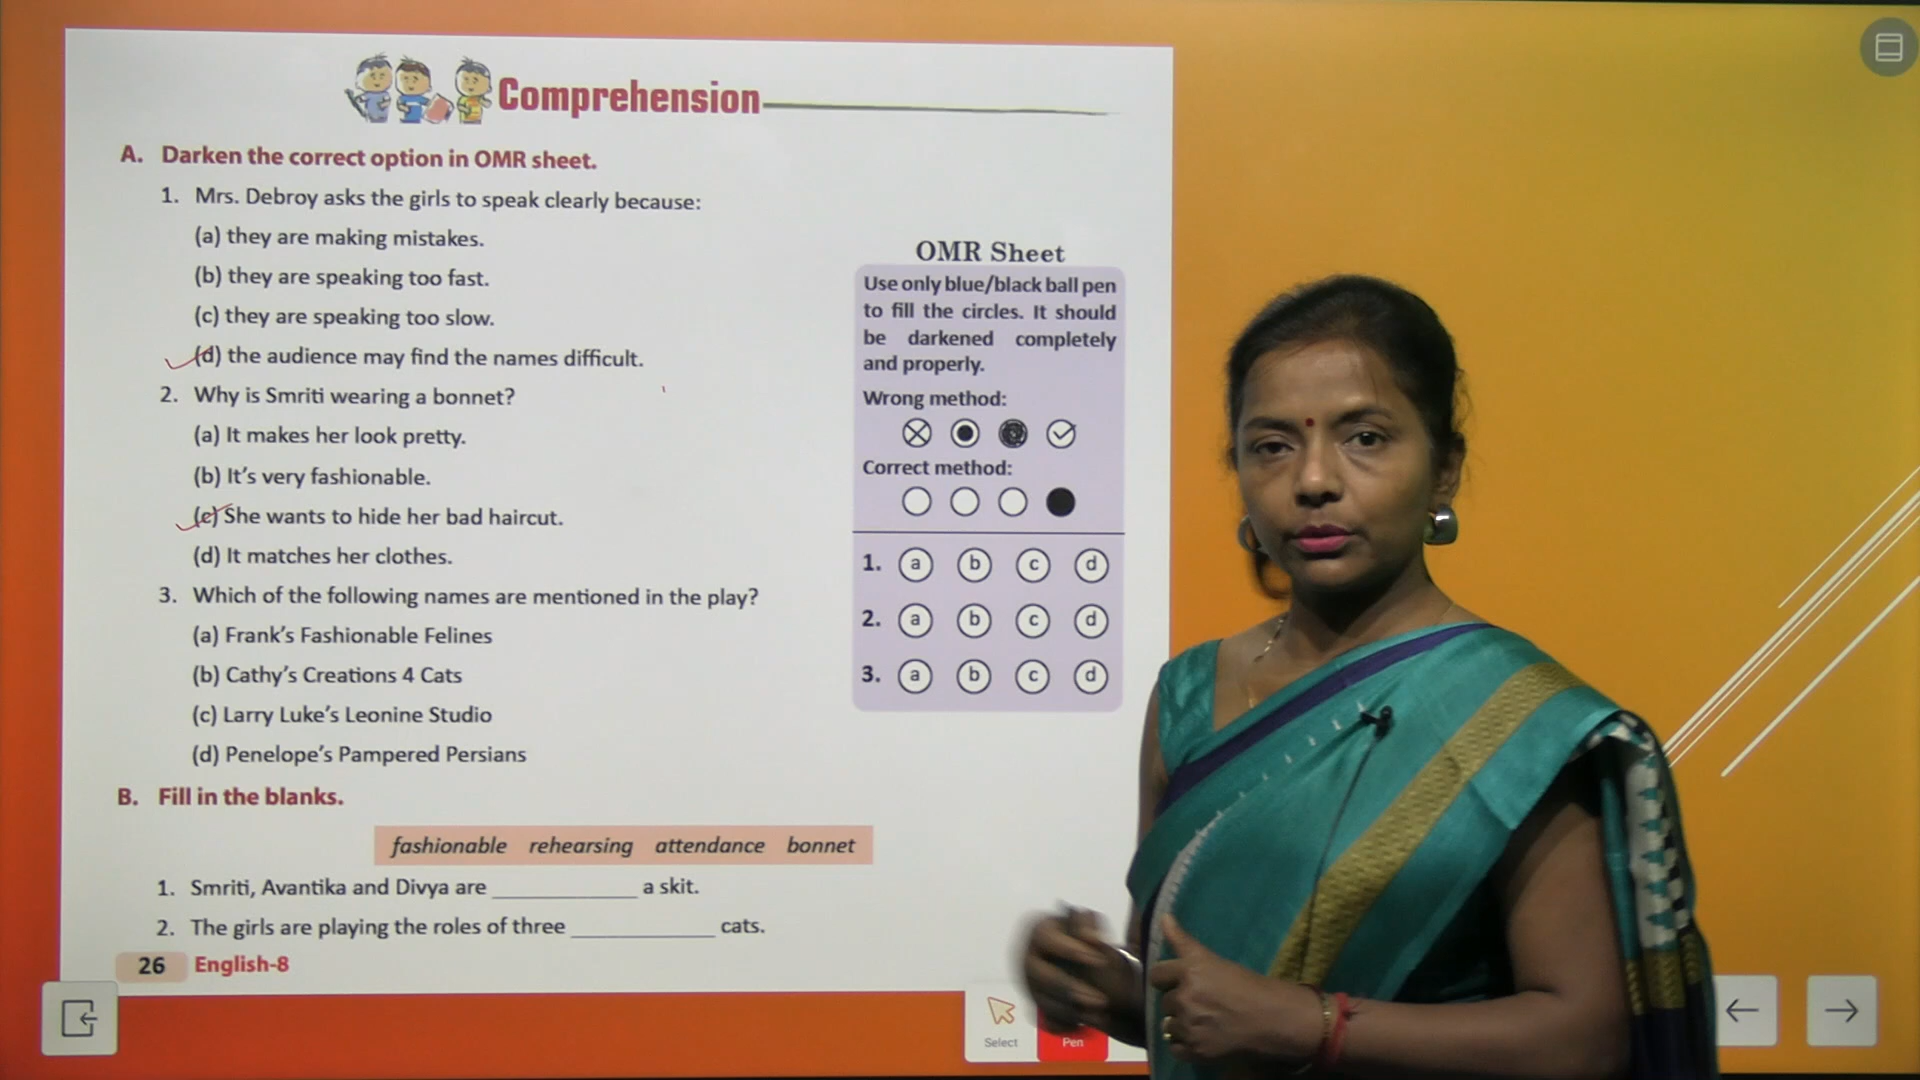 Comprehension
A. Darken the correct option in OMR sheet.
1. Mrs. Debroy asks the girls to speak clearly because:
(a) they are making mistakes.
(b) they are speaking too fast.
(c) they are speaking too slow.
(d) the audience may find the names difficult.
2. Why is Smriti wearing a bonnet?
(a) It makes her look pretty.
(b) It's very fashionable.
(c) She wants to hide her bad haircut.
(d) It matches her clothes.
3. Which of the following names are mentioned in the play?
(a) Frank's Fashionable Felines
(b) Cathy's Creations 4 Cats
(c) Larry Luke's Leonine Studio
(d) Penelope's Pampered Persians
OMR Sheet
Use only blue/black ball pen
to fill the circles. It should
be darkened completely
and properly.
Wrong method:
Correct method:
1. a b c d
2. a b c d
3. a b c d
B. Fill in the blanks.
fashionable rehearsing attendance bonnet
1. Smriti, Avantika and Divya are ____________ a skit.
2. The girls are playing the roles of three ____________ cats.
26 English-8
Select
Pen